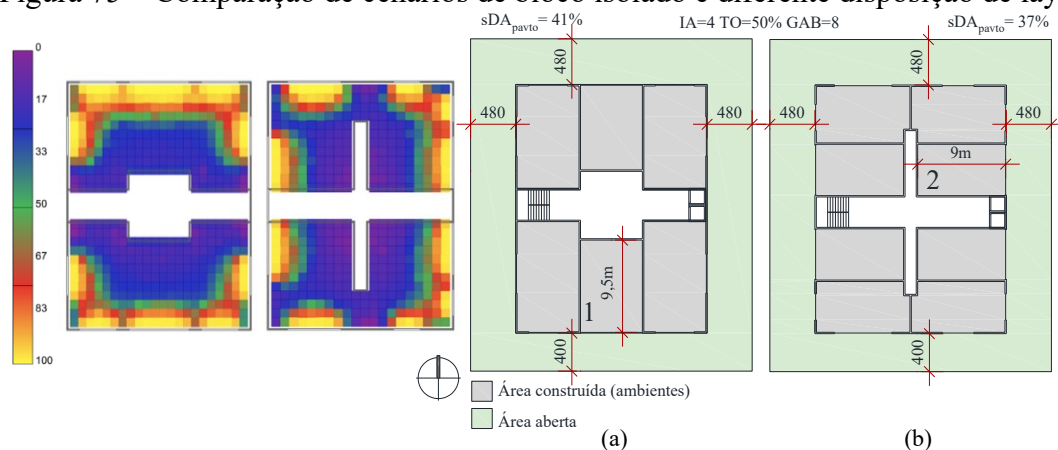 Figura 75 – Comparação de cenários de bloco isolado e diferente disposição de lay
sDApavto = 41%
IA=4 TO=50% GAB=8
sDApavto = 37%
0
17
33
50
67
83
100
480
480
480
9,5m
1
400
480
480
480
9m
2
400
Área construída (ambientes)
Área aberta
(a)
(b)